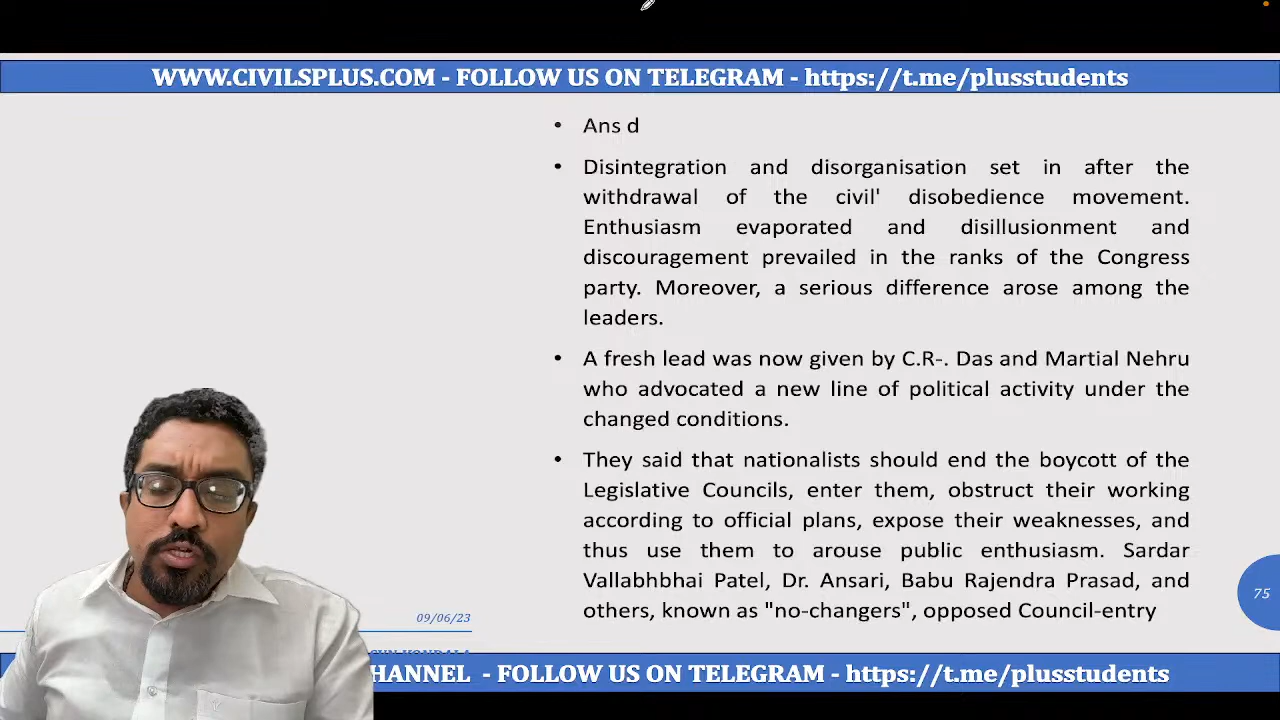 WWW.CIVILSPLUS.COM - FOLLOW US ON TELEGRAM - https://t.me/plusstudents
• Ans d
• Disintegration and disorganisation set in after the
withdrawal of the civil' disobedience movement.
Enthusiasm evaporated and disillusionment and
discouragement prevailed in the ranks of the Congress
party. Moreover, a serious difference arose among the
leaders.
• A fresh lead was now given by C.R-. Das and Martial Nehru
who advocated a new line of political activity under the
changed conditions.
• They said that nationalists should end the boycott of the
Legislative Councils, enter them, obstruct their working
according to official plans, expose their weaknesses, and
thus use them to arouse public enthusiasm. Sardar
Vallabhbhai Patel, Dr. Ansari, Babu Rajendra Prasad, and
others, known as "no-changers", opposed Council-entry
75
09/06/23
HANNEL - FOLLOW US ON TELEGRAM - https://t.me/plusstudents